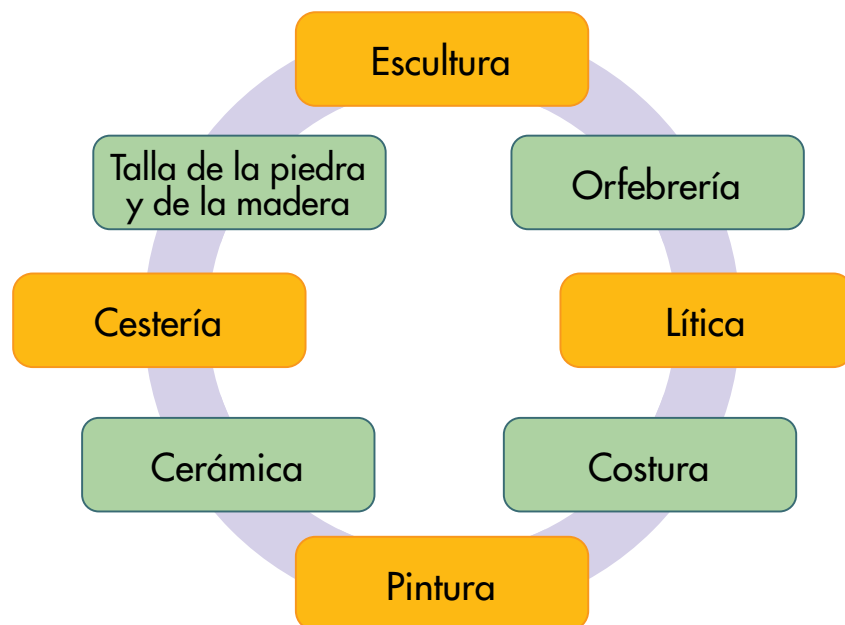 Escultura
Talla de la piedra
y de la madera
Orfebrería
Cestería
Lítica
Cerámica
Costura
Pintura